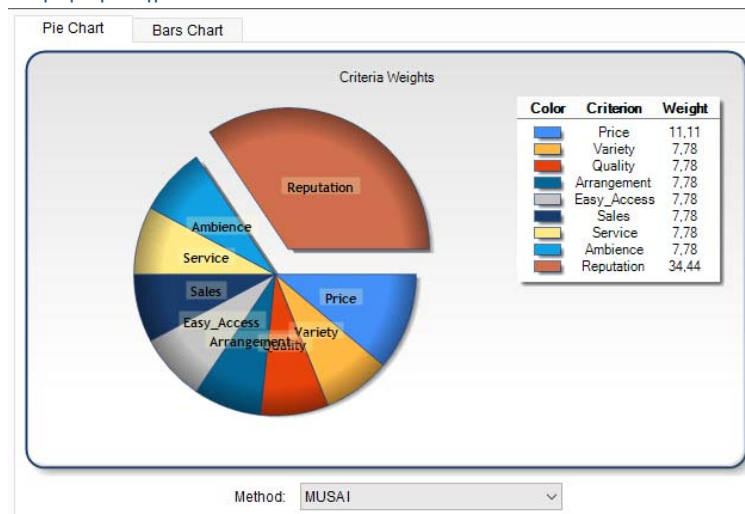 Pie Chart Bars Chart
Criteria Weights
Color Criterion Weight
Price 11,11
Variety 7,78
Quality 7,78
Arrangement 7,78
Easy_Access 7,78
Sales 7,78
Service 7,78
Ambience 7,78
Reputation 34,44
Reputation
Ambience
Service
Sales
Price
Easy_Access
Variety
Arrangement
Quality
Method: MUSAI